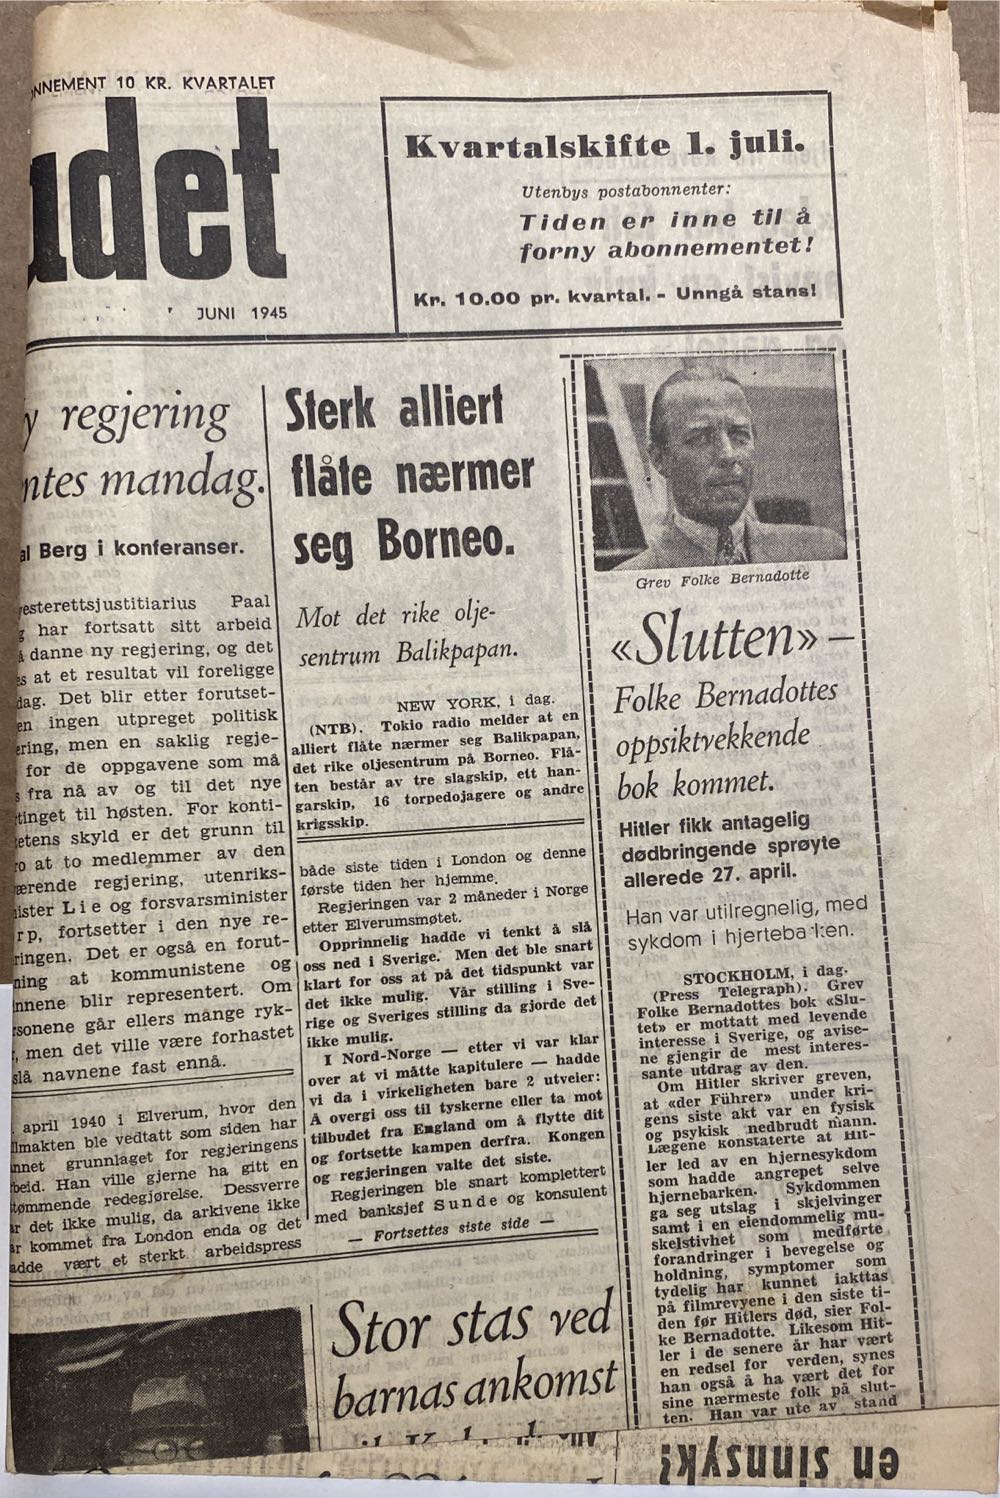 NNEMENT 10 KR. KVARTALET
udet
JUNI 1945
Kvartalskifte 1. juli.
Utenbys postabonnenter:
Tiden er inne til å
forny abonnementet!
Kr. 10.00 pr. kvartal. - Unngå stans!
y regjering
ntes mandag.
al Berg i konferanser.
esterettsjustitiarius Paal
g har fortsatt sitt arbeid
å danne ny regjering, og det
es at et resultat vil foreligge
dag. Det blir etter forutset-
en ingen utpreget politisk
ering, men en saklig regje-
for de oppgavene som må
s fra nå av og til det nye
rtinget til høsten. For konti-
etens skyld er det grunn til
ro at to medlemmer av den
ærende regjering, utenriks-
ister Lie og forsvarsminister
rp, fortsetter i den nye re-
ringen. Det er også en forut-
ning at kommunistene og
nnene blir representert. Om
sonene går ellers mange ryk-
, men det ville være forhastet
slå navnene fast ennå.
april 1940 i Elverum, hvor den
llmakten ble vedtatt som siden har
nnet grunnlaget for regjeringens
beid. Han ville gjerne ha gitt en
tømmende redegjørelse. Dessverre
r det ikke mulig, da arkivene ikke
r kommet fra London enda og det
adde vært et sterkt arbeidspress
Sterk alliert
flåte nærmer
seg Borneo.
Mot det rike olje-
sentrum Balikpapan.
NEW YORK, i dag.
(NTB). Tokio radio melder at en
alliert flåte nærmer seg Balikpapan,
det rike oljesentrum på Borneo. Flå-
ten består av tre slagskip, ett han-
garskip, 16 torpedojagere og andre
krigsskip.
både siste tiden i London og denne
første tiden her hjemme.
Regjeringen var 2 måneder i Norge
etter Elverumsmøtet.
Opprinnelig hadde vi tenkt å slå
oss ned i Sverige. Men det ble snart
klart for oss at på det tidspunkt var
det ikke mulig. Vår stilling i Sve-
rige og Sveriges stilling da gjorde det
ikke mulig.
I Nord-Norge — etter vi var klar
over at vi måtte kapitulere — hadde
vi da i virkeligheten bare 2 utveier:
Å overgi oss til tyskerne eller ta mot
tilbudet fra England om å flytte dit
og fortsette kampen derfra. Kongen
og regjeringen valte det siste.
Regjeringen ble snart komplettert
med banksjef Sunde og konsulent
— Fortsettes siste side —
Stor stas ved
barnas ankomst
Grev Folke Bernadotte
«Slutten» —
Folke Bernadottes
oppsiktvekkende
bok kommet.
Hitler fikk antagelig
dødbringende sprøyte
allerede 27. april.
Han var utilregnelig, med
sykdom i hjerteba ken.
STOCKHOLM, i dag.
(Press Telegraph). Grev
Folke Bernadottes bok «Slu-
tet» er mottatt med levende
interesse i Sverige, og avise-
ne gjengir de mest interes-
sante utdrag av den.
Om Hitler skriver greven,
at «der Führer» under kri-
gens siste akt var en fysisk
og psykisk nedbrudt mann.
Lægene konstaterte at Hit-
ler led av en hjernesykdom
som hadde angrepet selve
hjernebarken. Sykdommen
ga seg utslag i skjelvinger
samt i en eiendommelig mu-
skelstivhet som medførte
forandringer i bevegelse og
holdning, symptomer som
tydelig har kunnet iakttas
på filmrevyene i den siste ti-
den før Hitlers død, sier Fol-
ke Bernadotte. Likesom Hit-
ler i de senere år har vært
en redsel for verden, synes
han også å ha vært det for
sine nærmeste folk på slut-
ten. Han var ute av stand
en sinnsyk?